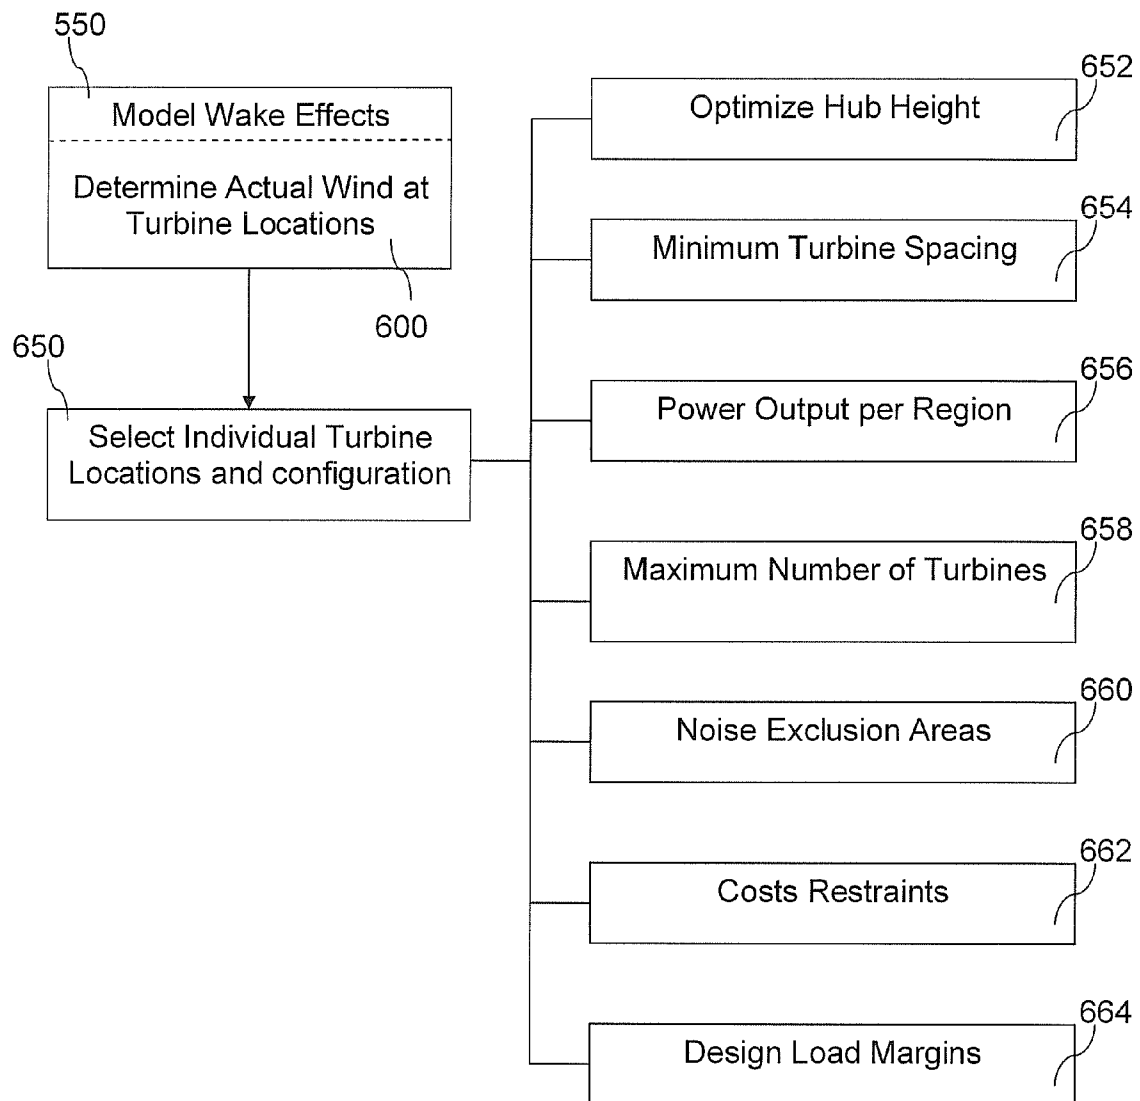 550
Model Wake Effects
Determine Actual Wind at
Turbine Locations
600
650
Select Individual Turbine
Locations and configuration
652
Optimize Hub Height
654
Minimum Turbine Spacing
656
Power Output per Region
658
Maximum Number of Turbines
660
Noise Exclusion Areas
662
Costs Restraints
664
Design Load Margins